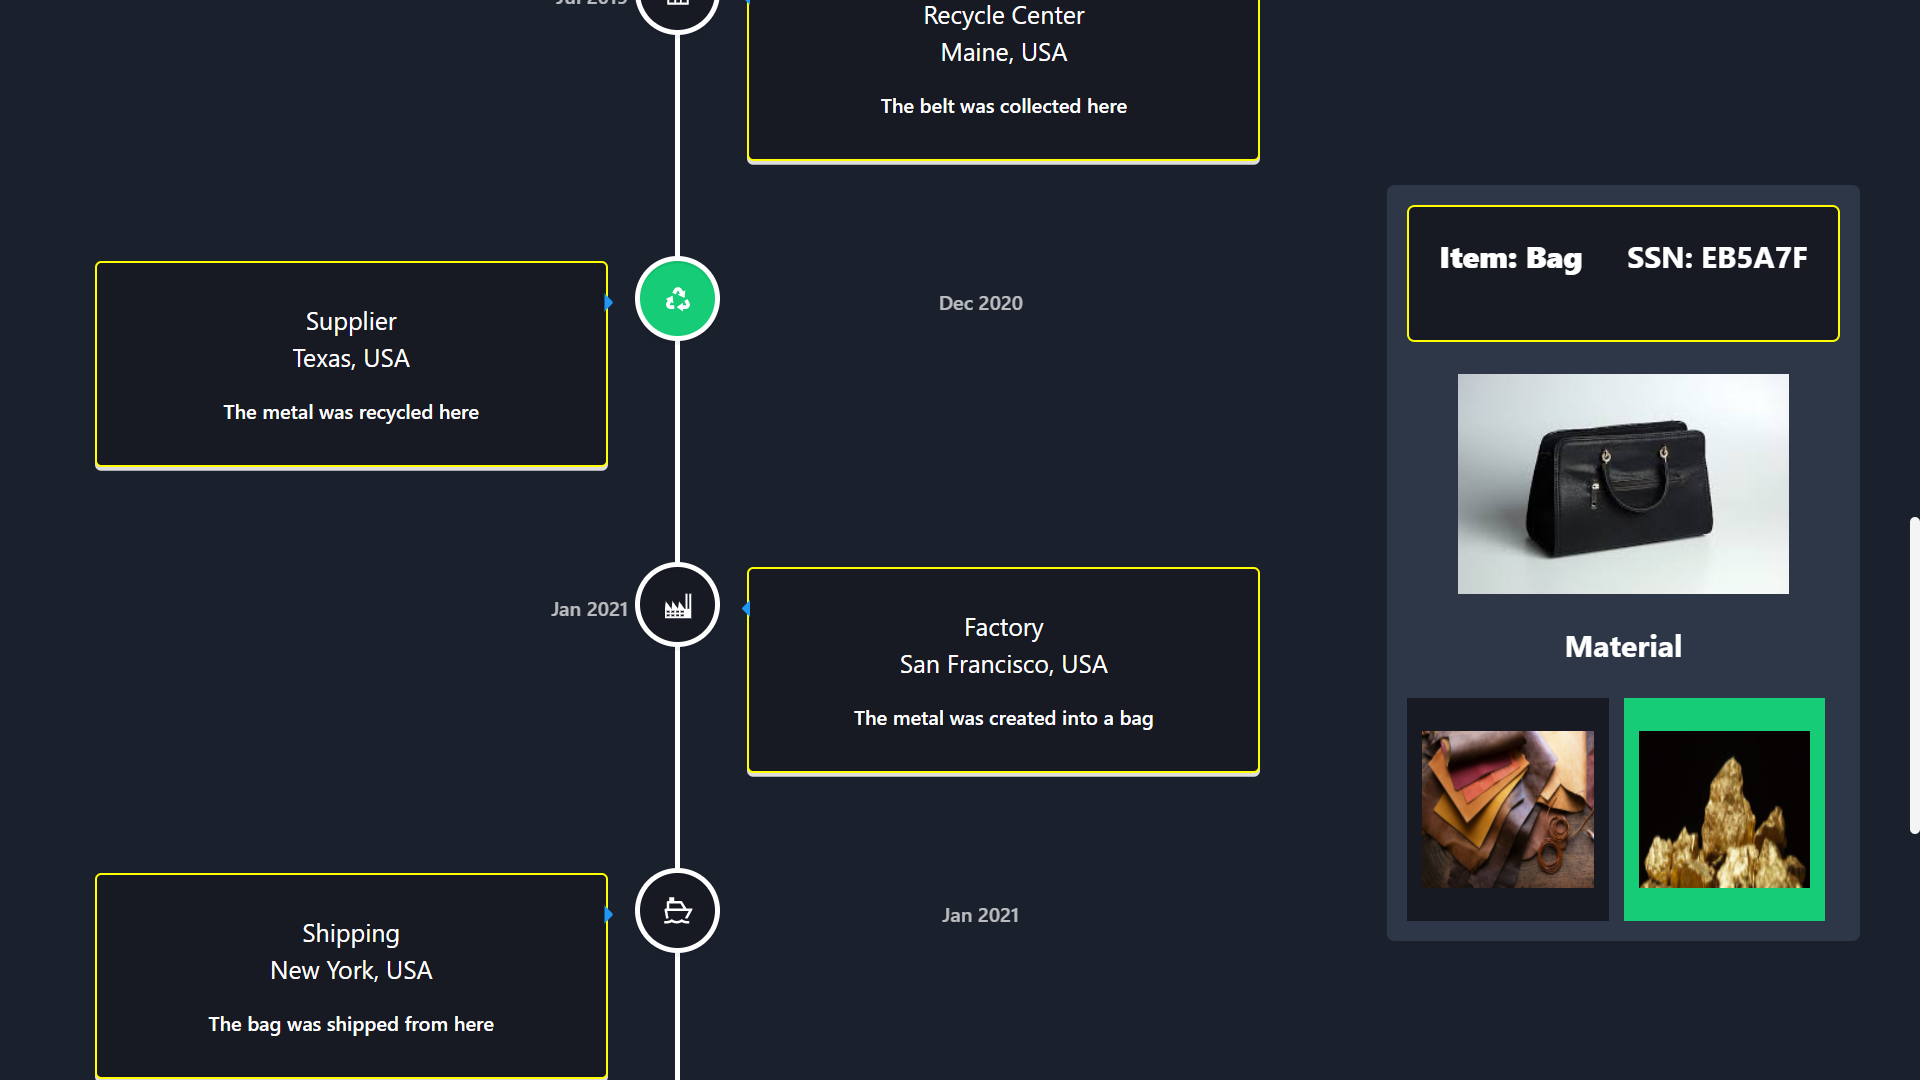 Jul 2019
Recycle Center
Maine, USA
The belt was collected here
Supplier
Texas, USA
The metal was recycled here
Dec 2020
Jan 2021
Factory
San Francisco, USA
The metal was created into a bag
Shipping
New York, USA
The bag was shipped from here
Jan 2021
Item: Bag
SSN: EB5A7F
Material